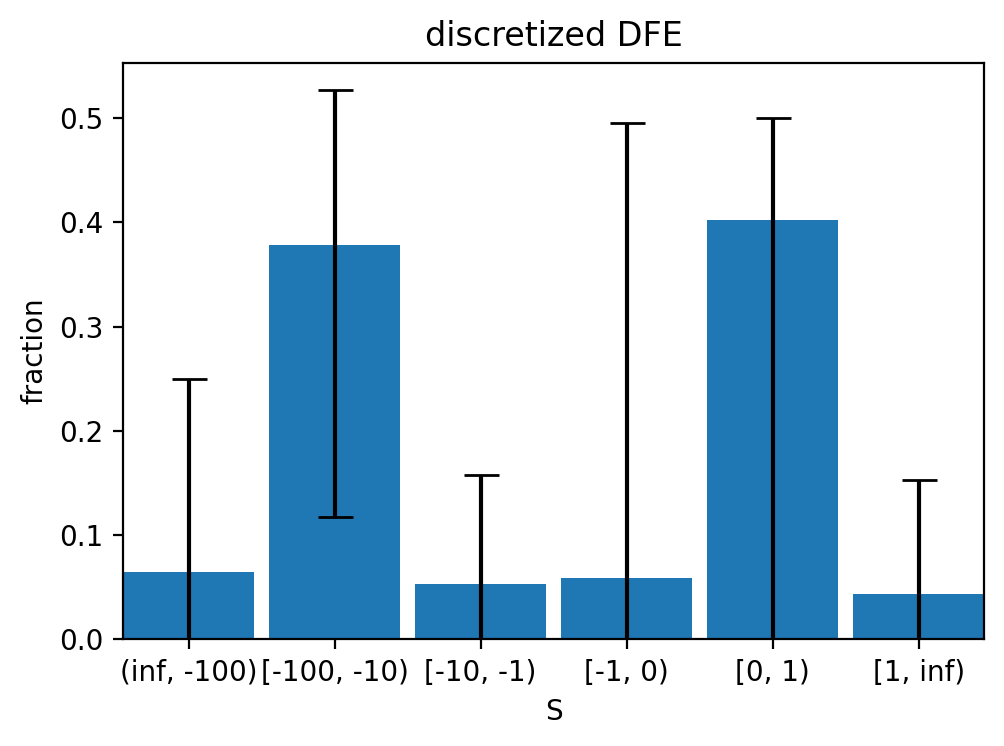 discretized DFE
fraction
0.5
0.4
0.3
0.2
0.1
0.0
(inf, -100) [-100, -10) [-10, -1) [-1, 0) [0, 1) [1, inf)
S